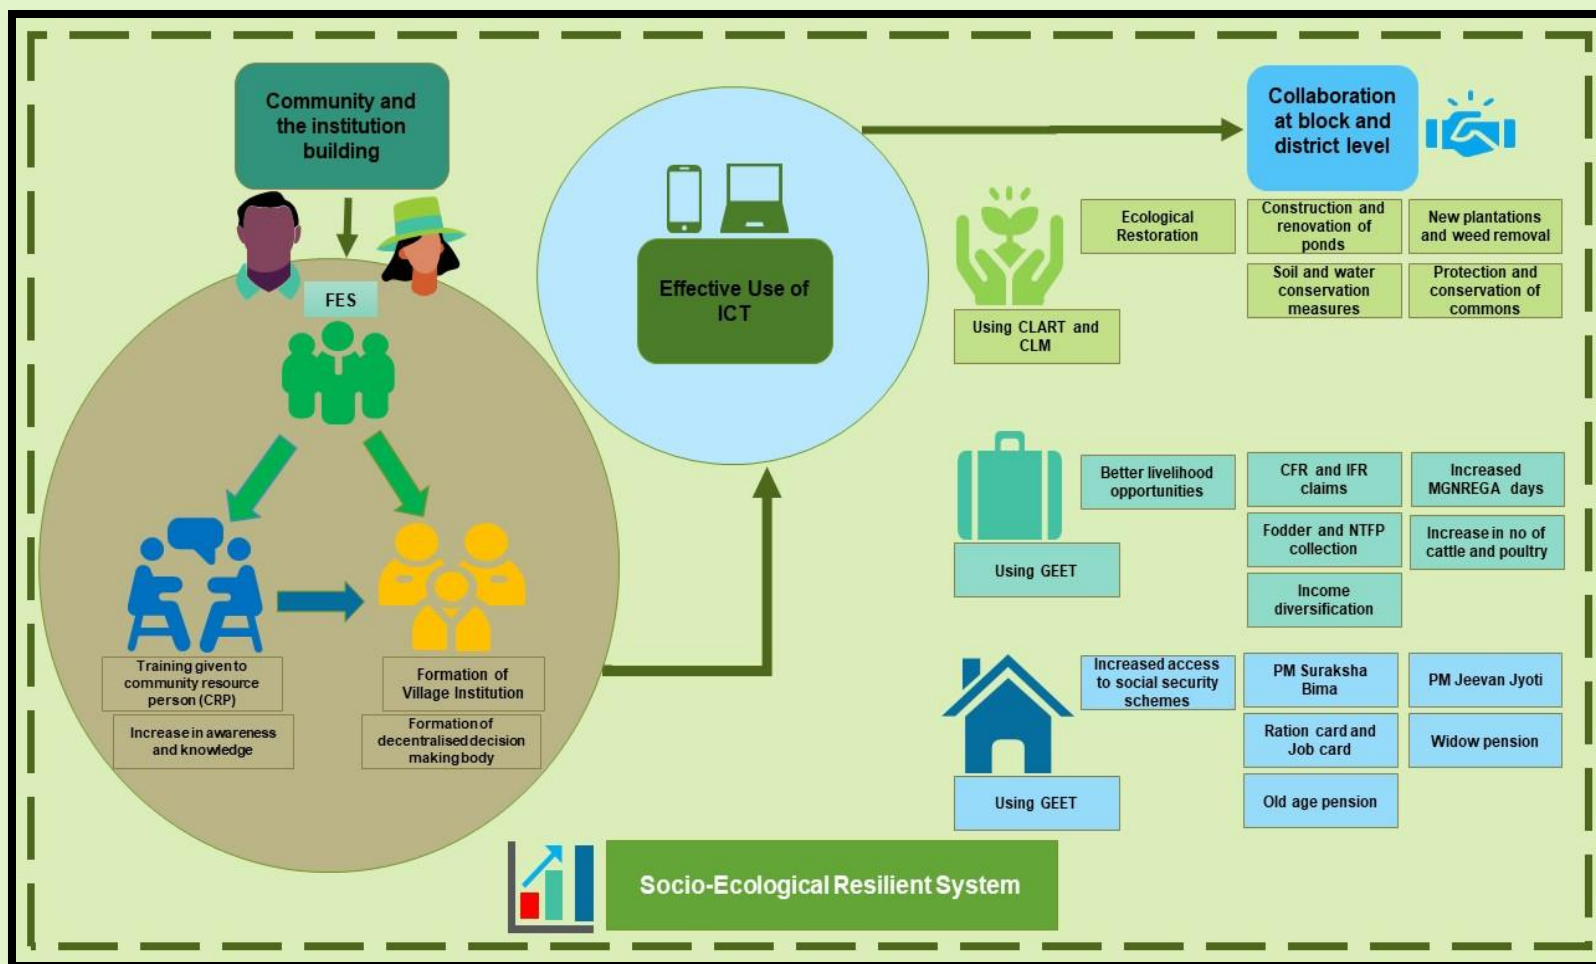 Community and
the institution
building
FES
Training given to
community resource
person (CRP)
Increase in awareness
and knowledge
Formation of
Village Institution
Formation of
decentralised decision
making body
Effective Use of
ICT
Collaboration
at block and
district level
Using CLART and
CLM
Ecological
Restoration
Construction and
renovation of
ponds
New plantations
and weed removal
Soil and water
conservation
measures
Protection and
conservation of
commons
Using GEET
Better livelihood
opportunities
CFR and IFR
claims
Increased
MGNREGA days
Fodder and NTFP
collection
Increase in no of
cattle and poultry
Income
diversification
Using GEET
Increased access
to social security
schemes
PM Suraksha
Bima
PM Jeevan Jyoti
Ration card and
Job card
Widow pension
Old age pension
Socio-Ecological Resilient System